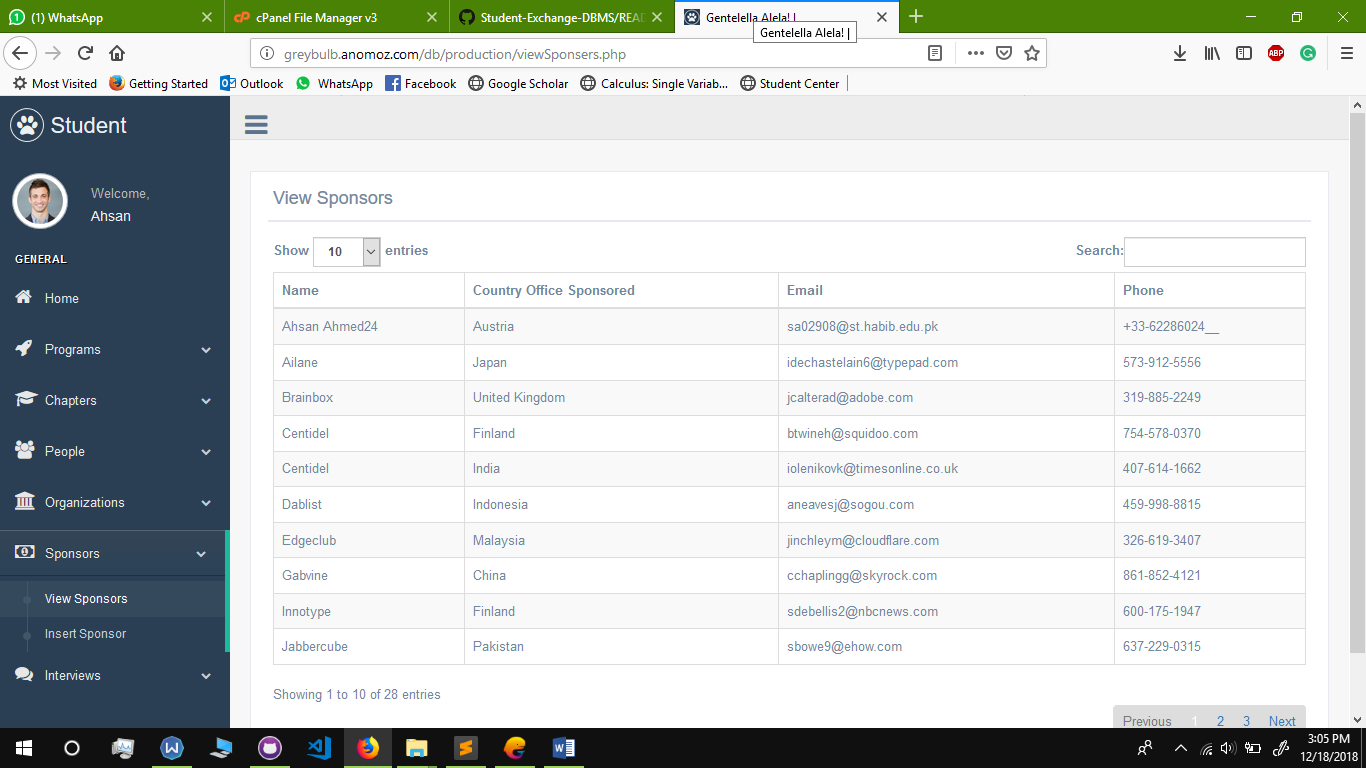 (1) WhatsApp
cPanel File Manager v3
Student-Exchange-DBMS/REA
Gentelella Alela! |
Gentelella Alela! |
greybulb.anomoz.com/db/production/viewSponsers.php
ABP
Most Visited Getting Started Outlook WhatsApp Facebook Google Scholar Calculus: Single Variab... Student Center
Student
Welcome,
Ahsan
GENERAL
Home
Programs
Chapters
People
Organizations
Sponsors
View Sponsors
Insert Sponsor
Interviews
View Sponsors
Show 10 entries Search:
Name Country Office Sponsored Email Phone
Ahsan Ahmed24 Austria sa02908@st.habib.edu.pk +33-62286024__
Ailane Japan idechastelain6@typepad.com 573-912-5556
Brainbox United Kingdom jcalterad@adobe.com 319-885-2249
Centidel Finland btwineh@squidoo.com 754-578-0370
Centidel India iolenikovk@timesonline.co.uk 407-614-1662
Dablist Indonesia aneavesj@sogou.com 459-998-8815
Edgeclub Malaysia jinchleym@cloudflare.com 326-619-3407
Gabvine China cchaplingg@skyrock.com 861-852-4121
Innotype Finland sdebellis2@nbcnews.com 600-175-1947
Jabbercube Pakistan sbowe9@ehow.com 637-229-0315
Showing 1 to 10 of 28 entries
Previous 1 2 3 Next
3:05 PM
12/18/2018